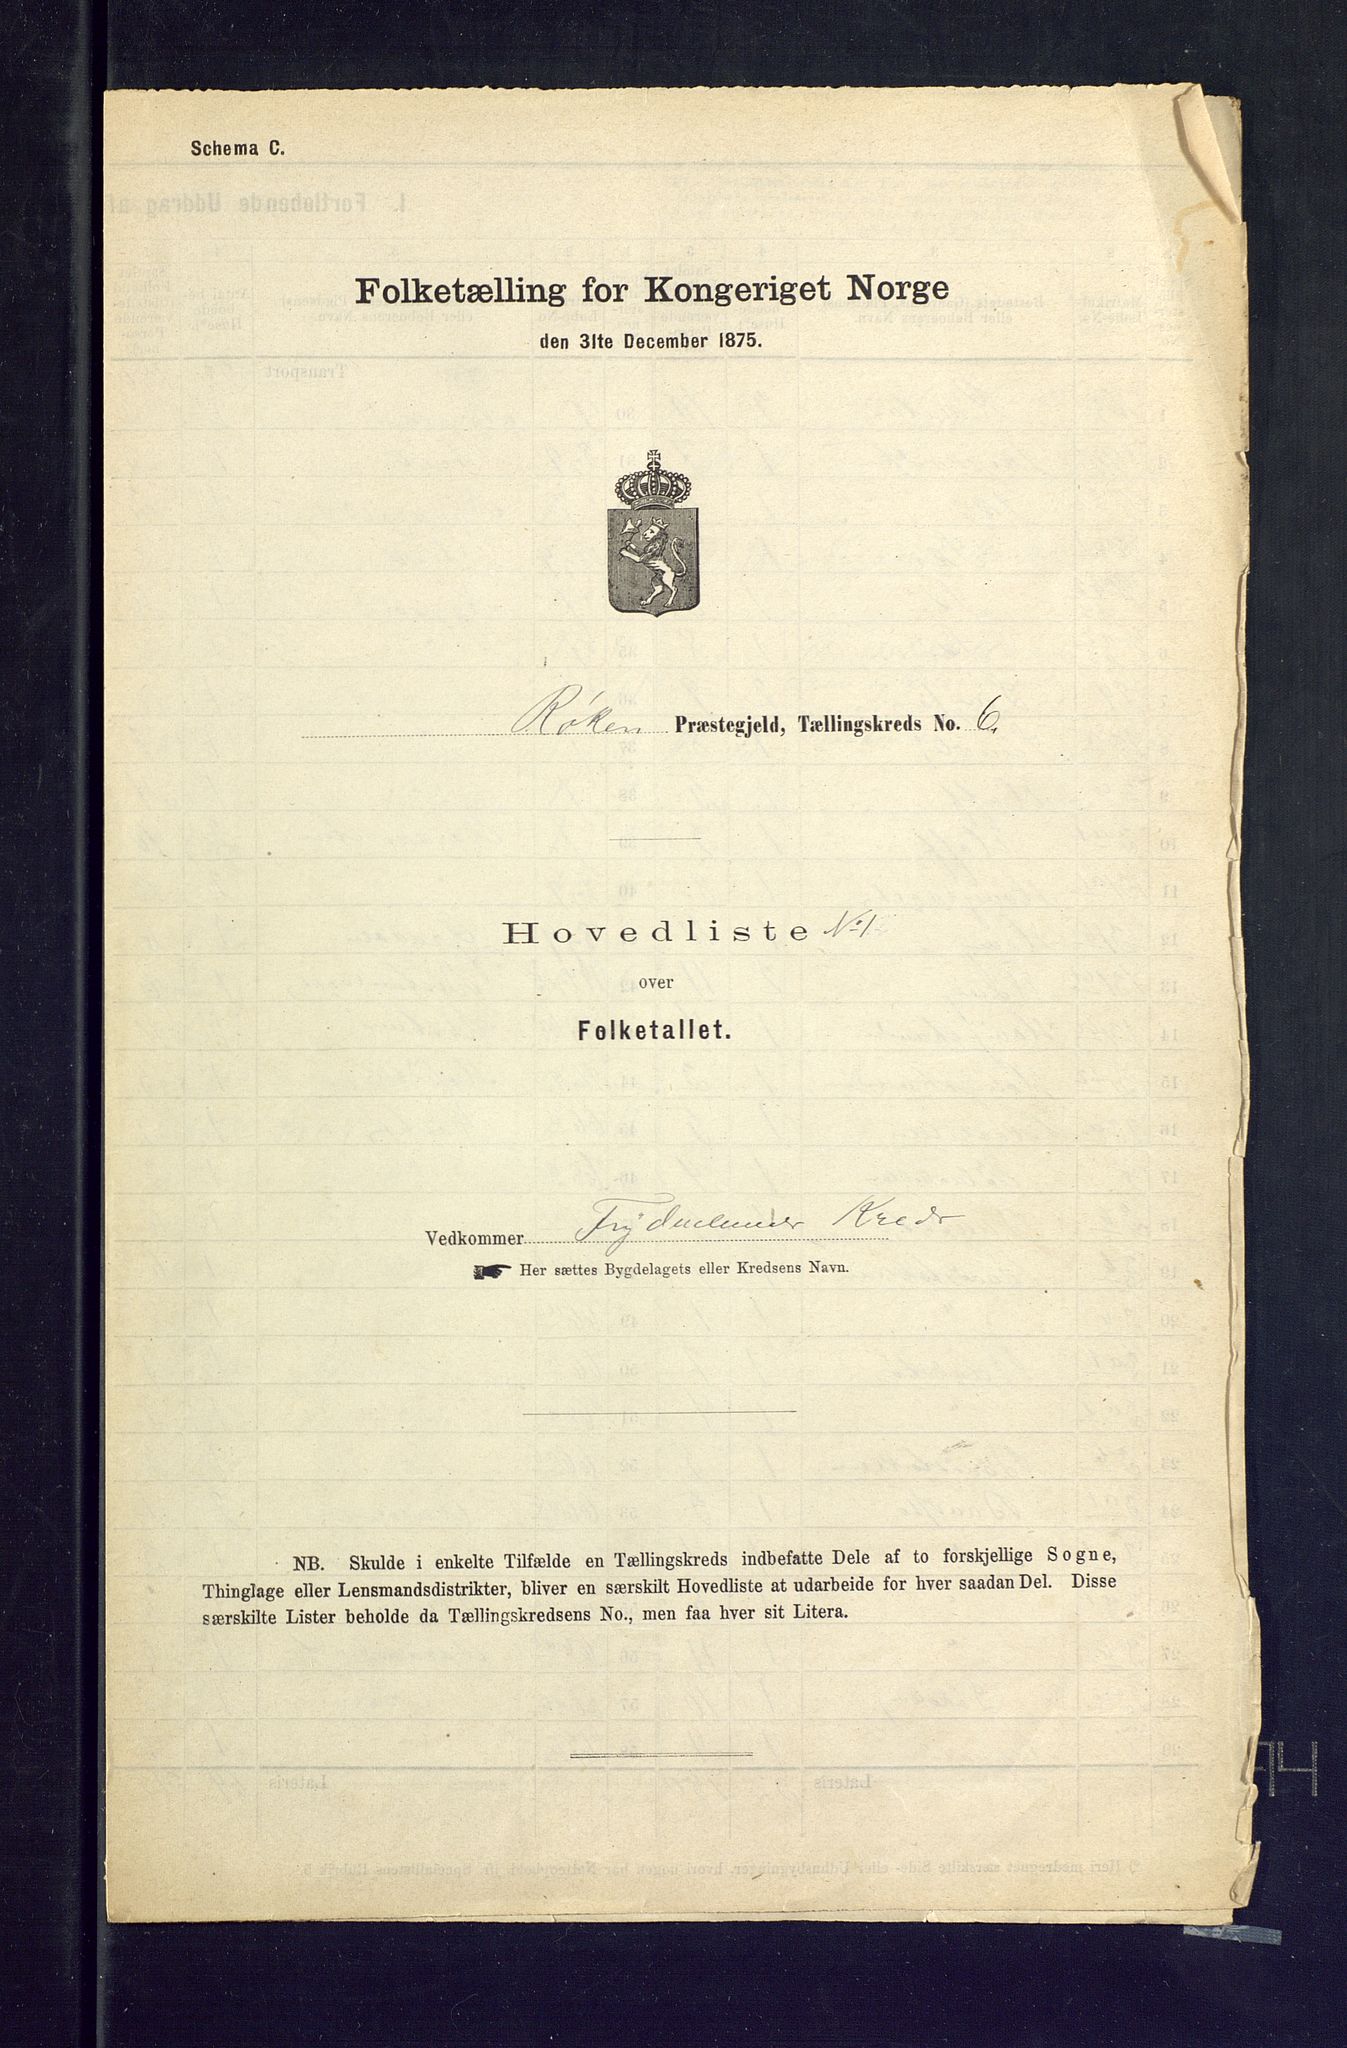 Schema C.
Folketælling for Kongeriget Norge
den 31te December 1875.
Røken Præstegjeld, Tællingskreds No. 6.
Hovedliste No 1
over
Folketallet.
Vedkommer Kreds
Her sættes Bygdelagets eller Kredsens Navn.
NB. Skulde i enkelte Tilfælde en Tællingskreds indbefatte Dele af to forskjellige Sogne,
Thinglage eller Lensmandsdistrikter, bliver en særskilt Hovedliste at udarbeide for hver saadan Del. Disse
særskilte Lister beholde da Tællingskredsens No., men faa hver sit Litera.